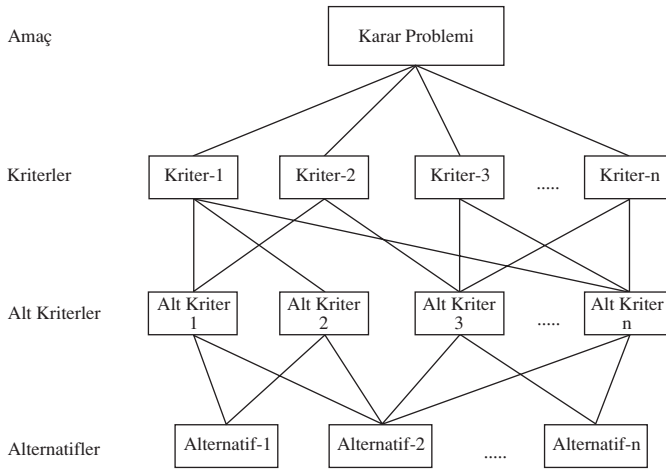 Amaç
Karar Problemi
Kriterler
Kriter-1
Kriter-2
Kriter-3
.....
Kriter-n
Alt Kriterler
Alt Kriter
1
Alt Kriter
2
Alt Kriter
3
.....
Alt Kriter
n
Alternatifler
Alternatif-1
Alternatif-2
.....
Alternatif-n